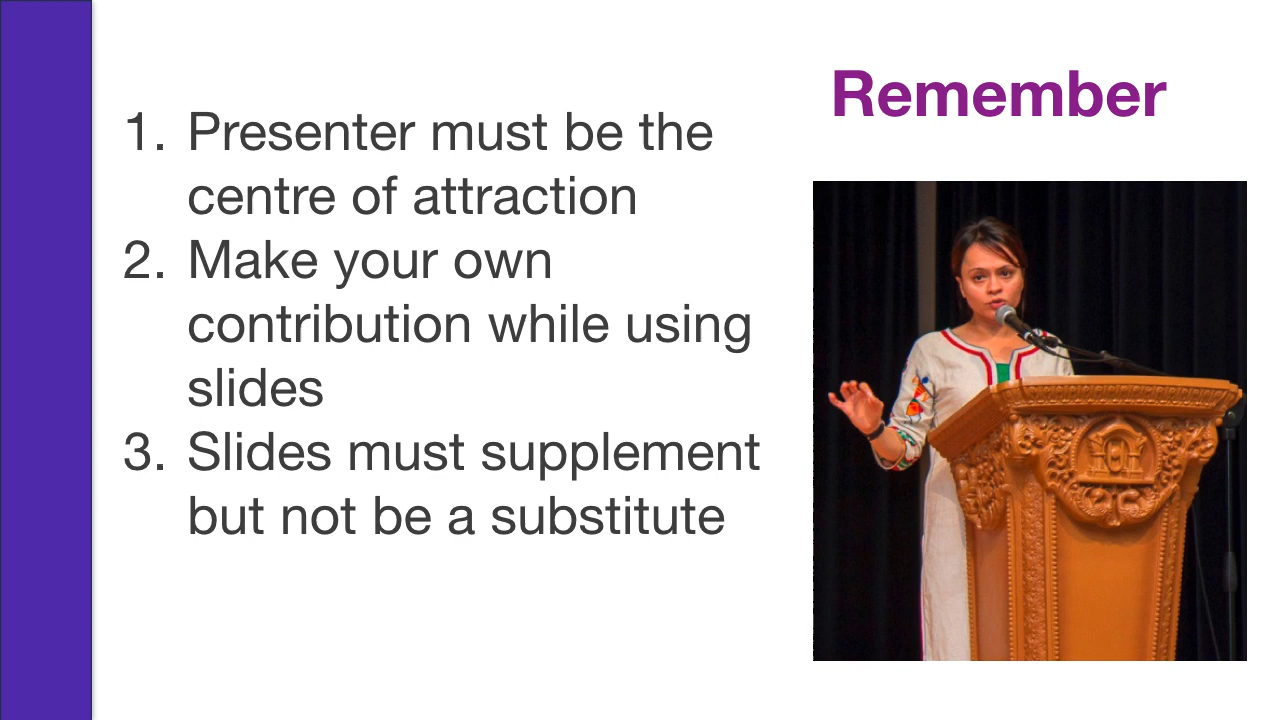 Remember
1. Presenter must be the
centre of attraction
2. Make your own
contribution while using
slides
3. Slides must supplement
but not be a substitute